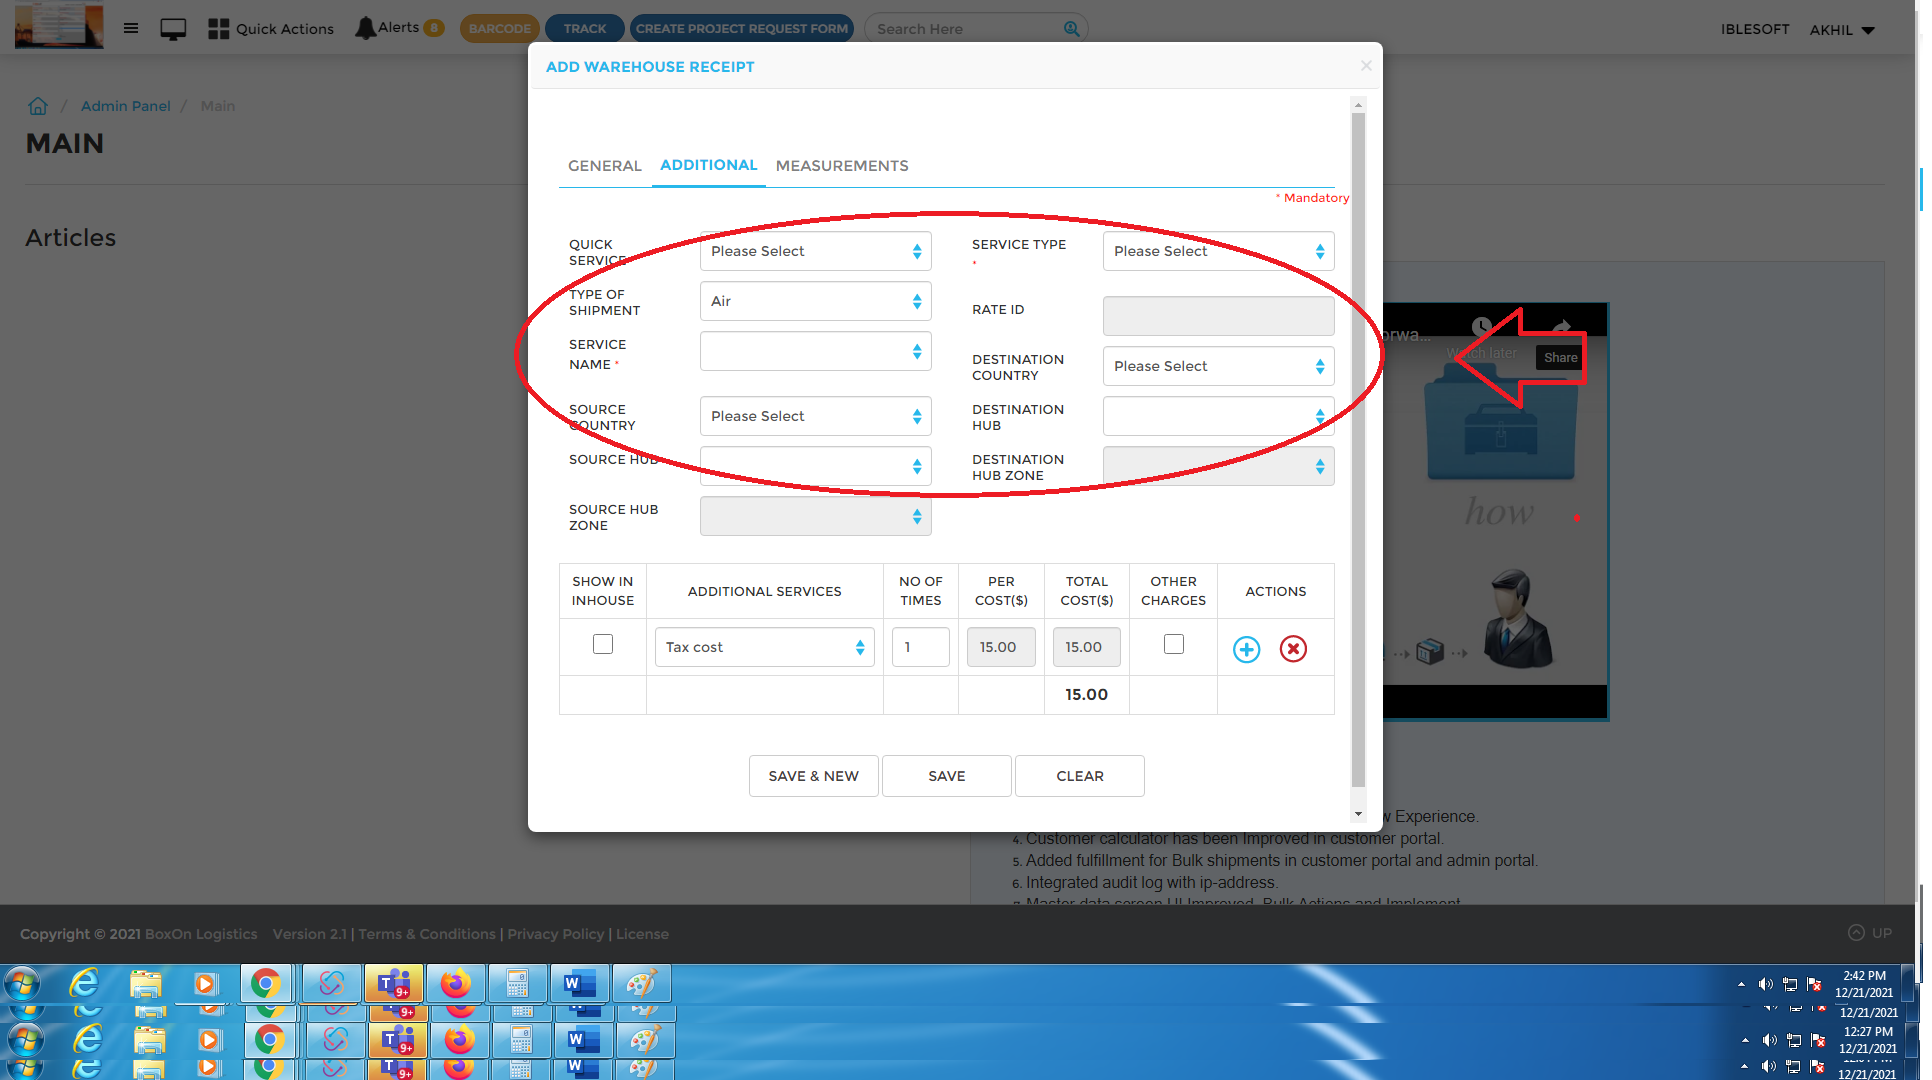 Quick Actions
Alerts 8
BARCODE
TRACK
CREATE PROJECT REQUEST FORM
Search Here
IBLESOFT
AKHIL
ADD WAREHOUSE RECEIPT
×
/ Admin Panel / Main
MAIN
GENERAL ADDITIONAL MEASUREMENTS
* Mandatory
Articles
QUICK SERVICE
Please Select
SERVICE TYPE *
Please Select
TYPE OF SHIPMENT
Air
RATE ID
SERVICE NAME *
DESTINATION COUNTRY
Please Select
SOURCE COUNTRY
Please Select
DESTINATION HUB
SOURCE HUB
DESTINATION HUB ZONE
SOURCE HUB ZONE
orwa...
Watch later
Share
how
SHOW IN INHOUSE
ADDITIONAL SERVICES
NO OF TIMES
PER COST($)
TOTAL COST($)
OTHER CHARGES
ACTIONS
Tax cost
1
15.00
15.00
15.00
SAVE & NEW
SAVE
CLEAR
w Experience.
4. Customer calculator has been Improved in customer portal.
5. Added fulfillment for Bulk shipments in customer portal and admin portal.
6. Integrated audit log with ip-address.
Copyright © 2021 BoxOn Logistics Version 2.1 | Terms & Conditions | Privacy Policy | License
UP
9+
2:42 PM
12/21/2021
9+
12/21/2021
12:27 PM
9+
12/21/2021
9+
12/21/2021